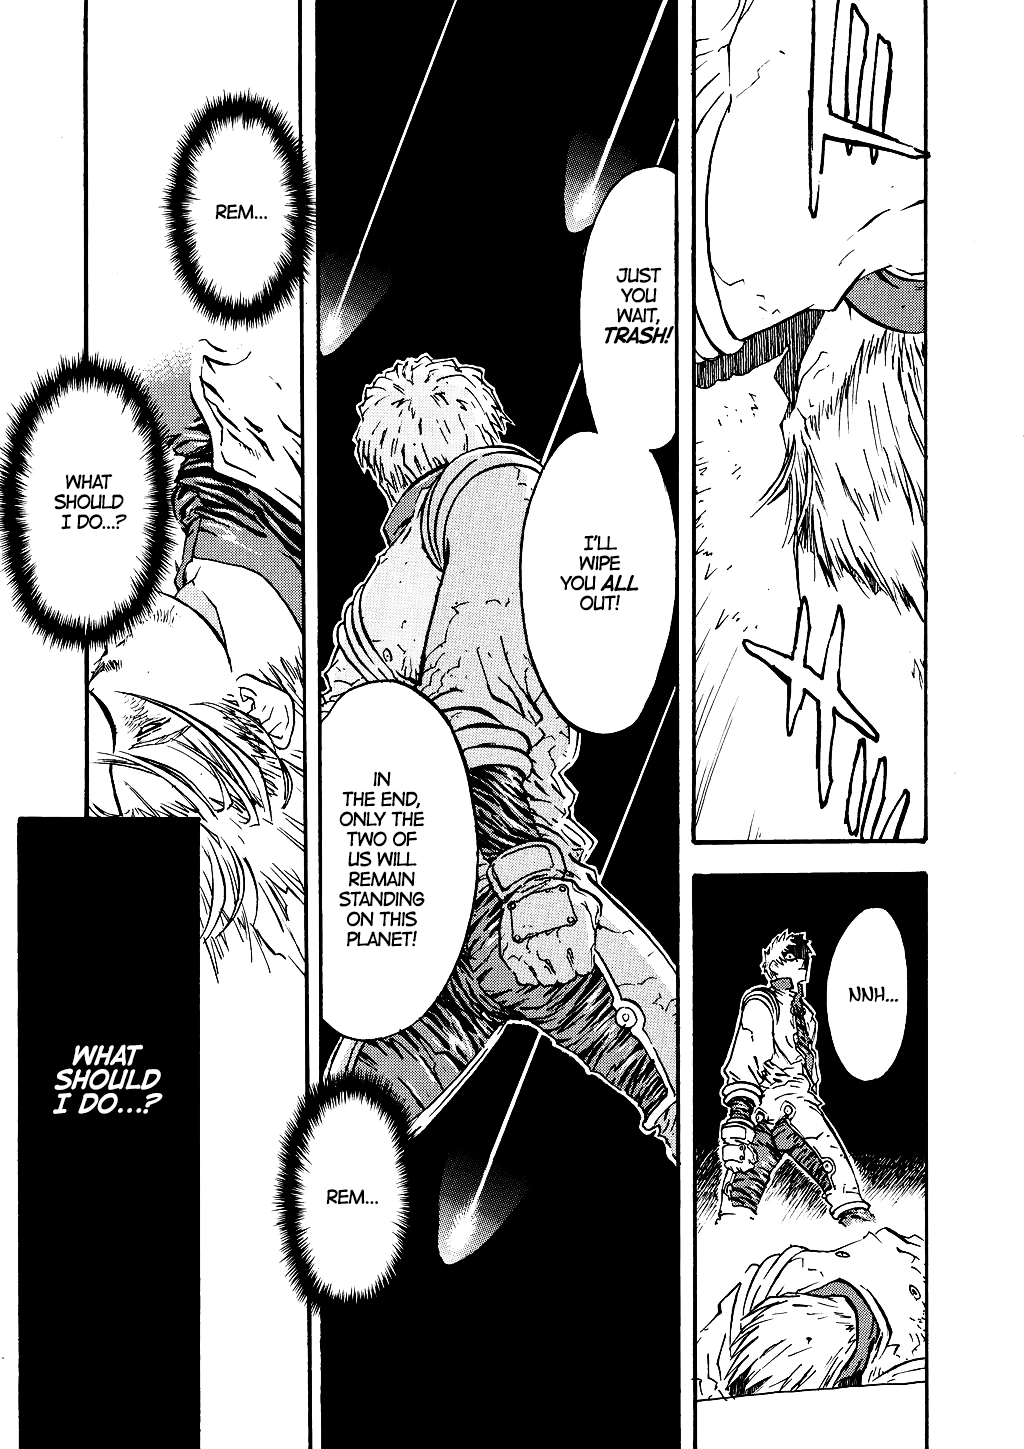 NNH...
JUST
YOU
WAIT,
TRASH!
I'LL
WIPE
YOU ALL
OUT!
IN
THE END,
ONLY THE
TWO OF
US WILL
REMAIN
STANDING
ON THIS
PLANET!
REM...
REM...
WHAT
SHOULD
I DO...?
WHAT
SHOULD
I DO...?